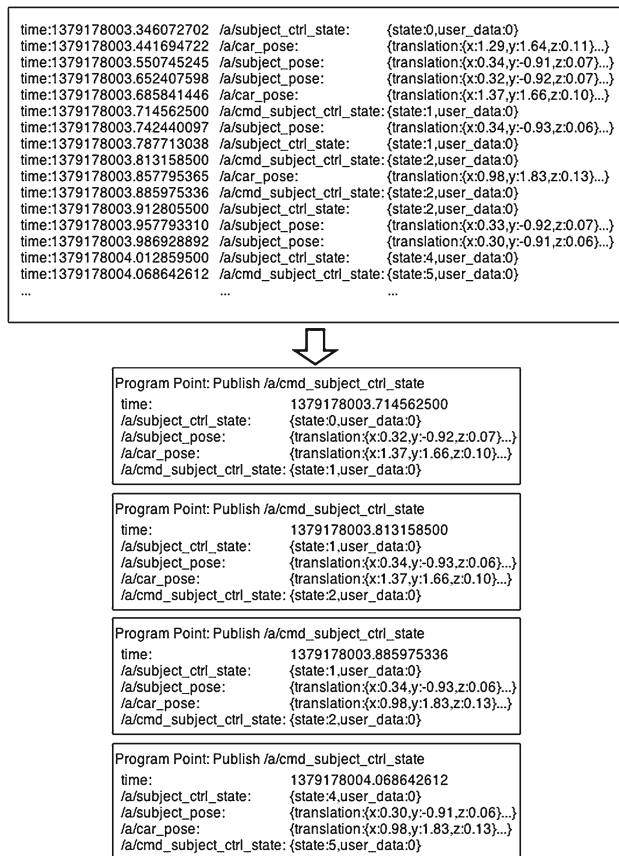 time:1379178003.346072702 /a/subject_ctrl_state: {state:0,user_data:0}
time:1379178003.441694722 /a/car_pose: {translation:{x:1.29,y:1.64,z:0.11}...}
time:1379178003.550745245 /a/subject_pose: {translation:{x:0.34,y:-0.91,z:0.07}...}
time:1379178003.652407598 /a/subject_pose: {translation:{x:0.32,y:-0.92,z:0.07}...}
time:1379178003.685841446 /a/car_pose: {translation:{x:1.37,y:1.66,z:0.10}...}
time:1379178003.714562500 /a/cmd_subject_ctrl_state: {state:1,user_data:0}
time:1379178003.742440097 /a/subject_pose: {translation:{x:0.34,y:-0.93,z:0.06}...}
time:1379178003.787713038 /a/subject_ctrl_state: {state:1,user_data:0}
time:1379178003.813158500 /a/cmd_subject_ctrl_state: {state:2,user_data:0}
time:1379178003.857795365 /a/car_pose: {translation:{x:0.98,y:1.83,z:0.13}...}
time:1379178003.885975336 /a/cmd_subject_ctrl_state: {state:2,user_data:0}
time:1379178003.912805500 /a/subject_ctrl_state: {state:2,user_data:0}
time:1379178003.957793310 /a/subject_pose: {translation:{x:0.33,y:-0.92,z:0.07}...}
time:1379178003.986928892 /a/subject_pose: {translation:{x:0.30,y:-0.91,z:0.06}...}
time:1379178004.012859500 /a/subject_ctrl_state: {state:4,user_data:0}
time:1379178004.068642612 /a/cmd_subject_ctrl_state: {state:5,user_data:0}
... ... ...
Program Point: Publish /a/cmd_subject_ctrl_state
time: 1379178003.714562500
/a/subject_ctrl_state: {state:0,user_data:0}
/a/subject_pose: {translation:{x:0.32,y:-0.92,z:0.07}...}
/a/car_pose: {translation:{x:1.37,y:1.66,z:0.10}...}
/a/cmd_subject_ctrl_state: {state:1,user_data:0}
Program Point: Publish /a/cmd_subject_ctrl_state
time: 1379178003.813158500
/a/subject_ctrl_state: {state:1,user_data:0}
/a/subject_pose: {translation:{x:0.34,y:-0.93,z:0.06}...}
/a/car_pose: {translation:{x:1.37,y:1.66,z:0.10}...}
/a/cmd_subject_ctrl_state: {state:2,user_data:0}
Program Point: Publish /a/cmd_subject_ctrl_state
time: 1379178003.885975336
/a/subject_ctrl_state: {state:1,user_data:0}
/a/subject_pose: {translation:{x:0.34,y:-0.93,z:0.06}...}
/a/car_pose: {translation:{x:0.98,y:1.83,z:0.13}...}
/a/cmd_subject_ctrl_state: {state:2,user_data:0}
Program Point: Publish /a/cmd_subject_ctrl_state
time: 1379178004.068642612
/a/subject_ctrl_state: {state:4,user_data:0}
/a/subject_pose: {translation:{x:0.30,y:-0.91,z:0.06}...}
/a/car_pose: {translation:{x:0.98,y:1.83,z:0.13}...}
/a/cmd_subject_ctrl_state: {state:5,user_data:0}